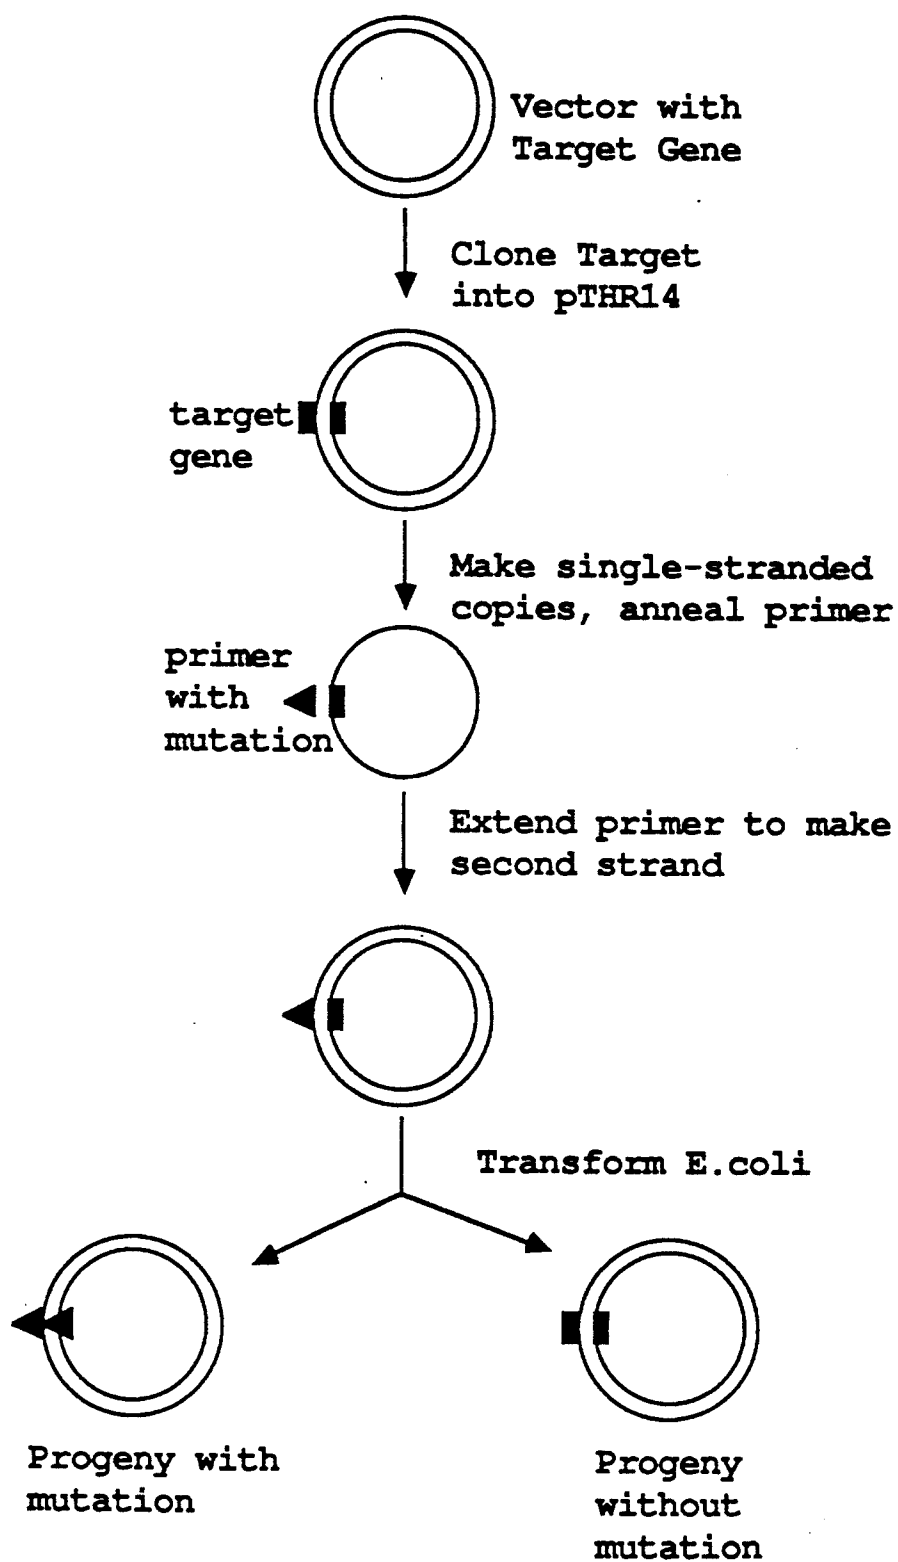 Vector with
Target Gene
Clone Target
into pTHR14
target
gene
Make single-stranded
copies, anneal primer
primer
with
mutation
Extend primer to make
second strand
Transform E.coli
Progeny with
mutation
Progeny
without
mutation